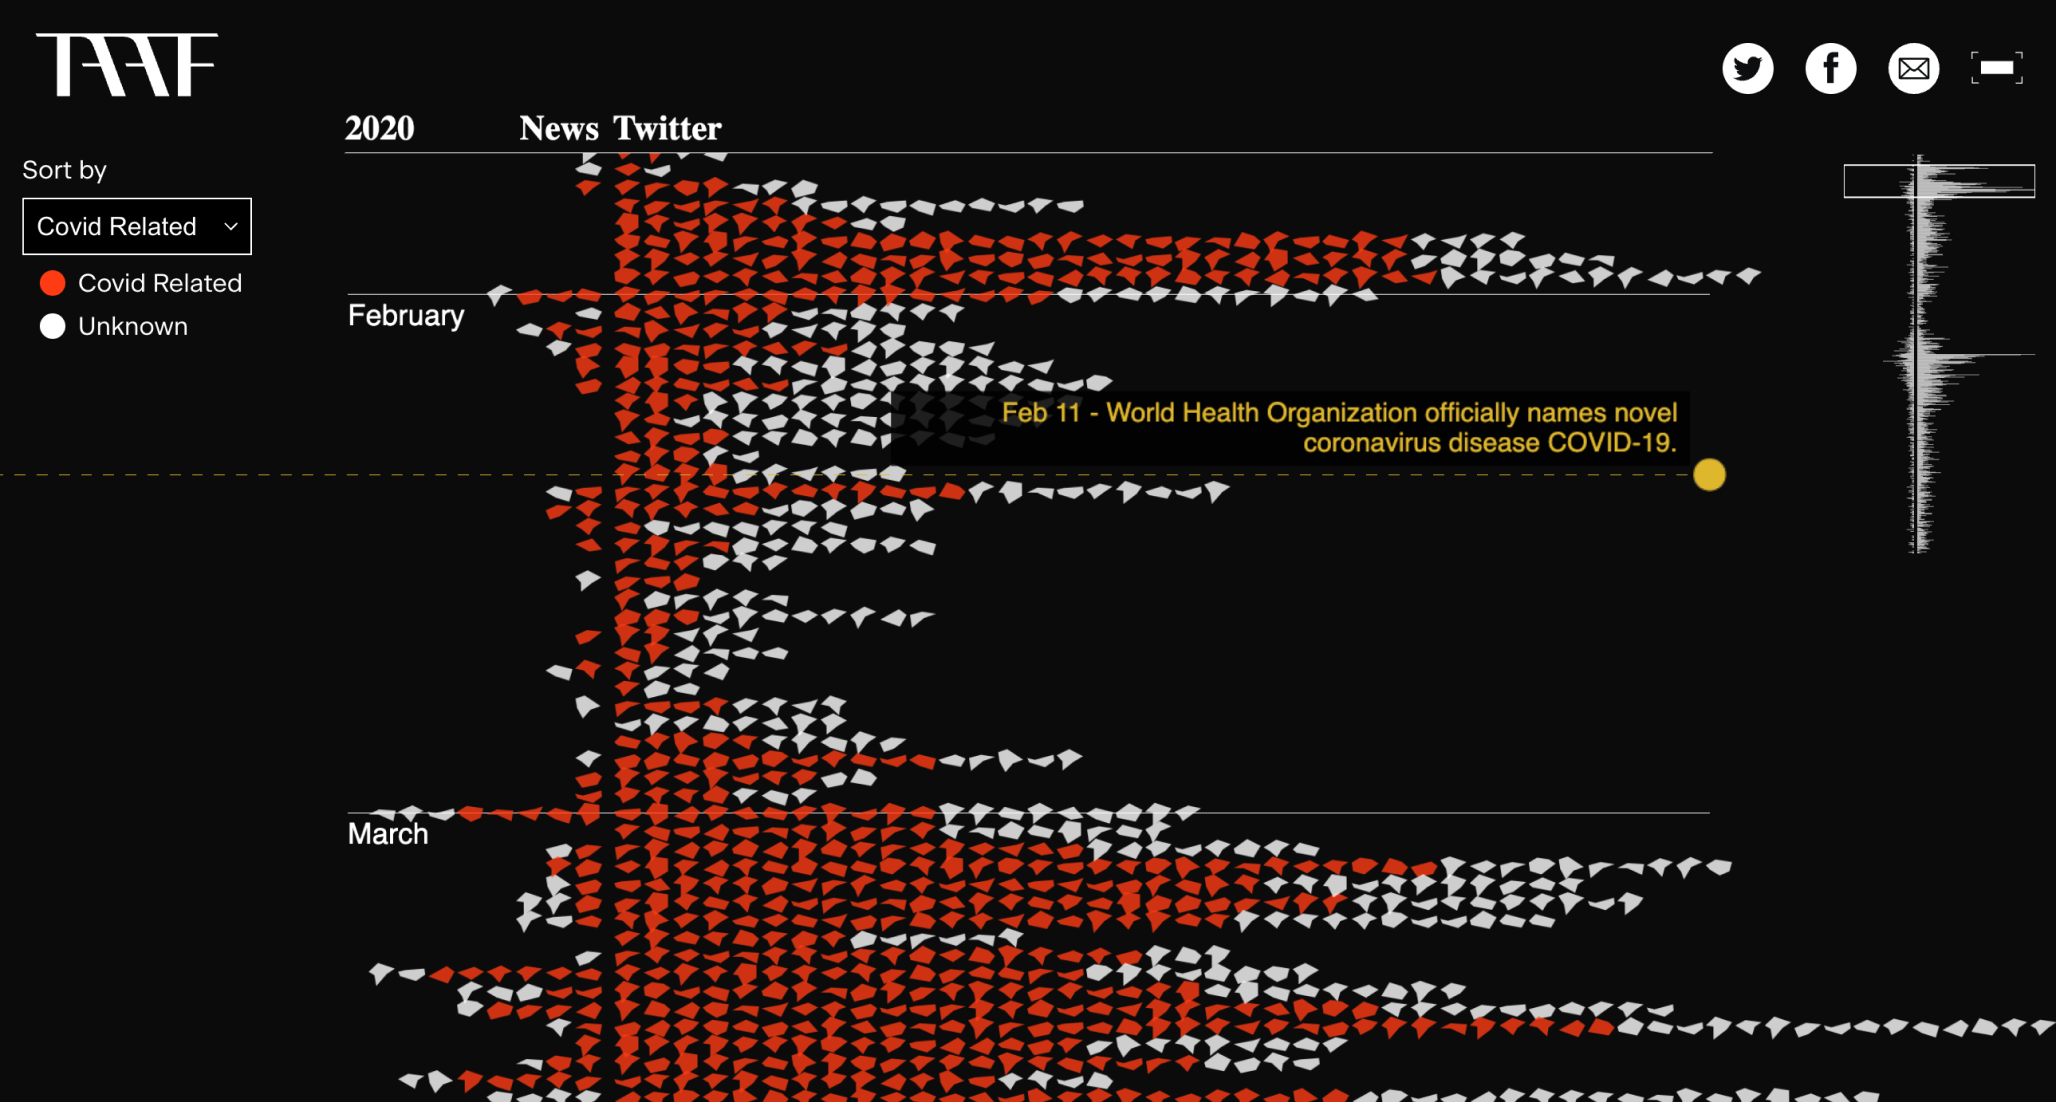 TAAF
2020 News Twitter
Sort by
Covid Related
Covid Related
Unknown
February
Feb 11 - World Health Organization officially names novel
coronavirus disease COVID-19.
March